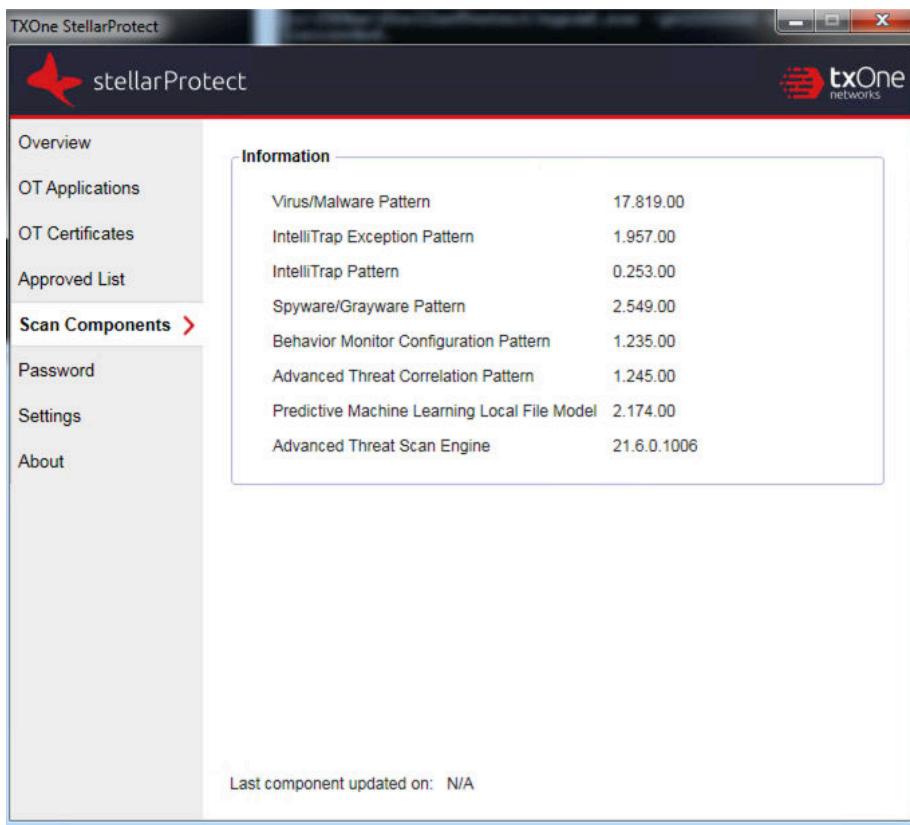 TXOne StellarProtect
stellarProtect
txOne
networks
Overview
OT Applications
OT Certificates
Approved List
Scan Components
Password
Settings
About
Information
Virus/Malware Pattern 17.819.00
IntelliTrap Exception Pattern 1.957.00
IntelliTrap Pattern 0.253.00
Spyware/Grayware Pattern 2.549.00
Behavior Monitor Configuration Pattern 1.235.00
Advanced Threat Correlation Pattern 1.245.00
Predictive Machine Learning Local File Model 2.174.00
Advanced Threat Scan Engine 21.6.0.1006
Last component updated on: N/A